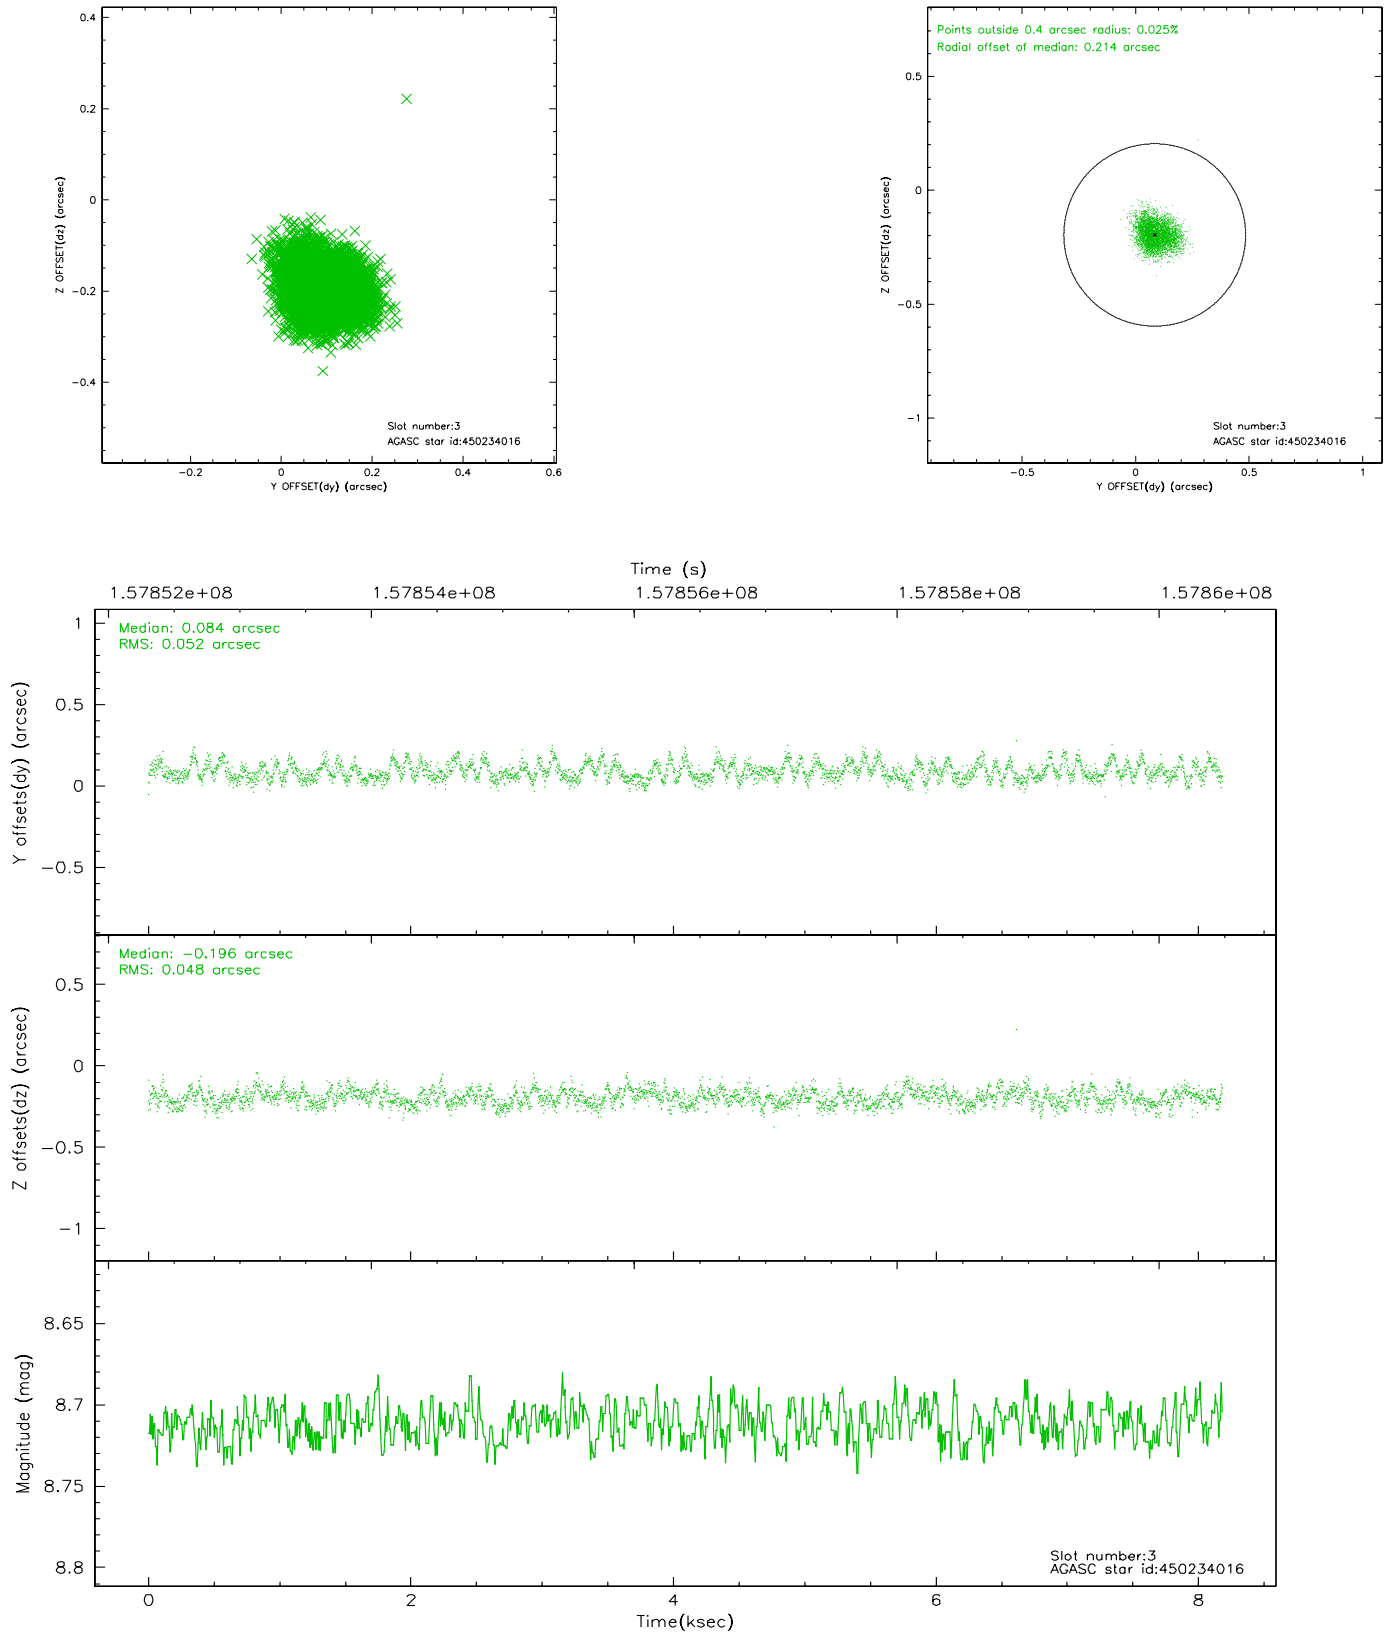 0.4
0.2
0
−0.2
−0.4
Z OFFSET(dz) (arcsec)
−0.2
0
0.2
0.4
0.6
Y OFFSET(dy) (arcsec)
Slot number:3
AGASC star id:450234016
Points outside 0.4 arcsec radius: 0.025%
Radial offset of median: 0.214 arcsec
0.5
0
−0.5
−1
Z OFFSET(dz) (arcsec)
−0.5
0
0.5
1
Y OFFSET(dy) (arcsec)
Slot number:3
AGASC star id:450234016
Time (s)
1.57852e+08
1.57854e+08
1.57856e+08
1.57858e+08
1.5786e+08
Median: 0.084 arcsec
RMS: 0.052 arcsec
1
0.5
0
−0.5
Y offsets(dy) (arcsec)
Median: −0.196 arcsec
RMS: 0.048 arcsec
0.5
0
−0.5
−1
Z offsets(dz) (arcsec)
8.65
8.7
8.75
8.8
Magnitude (mag)
Slot number:3
AGASC star id:450234016
0
2
4
6
8
Time(ksec)